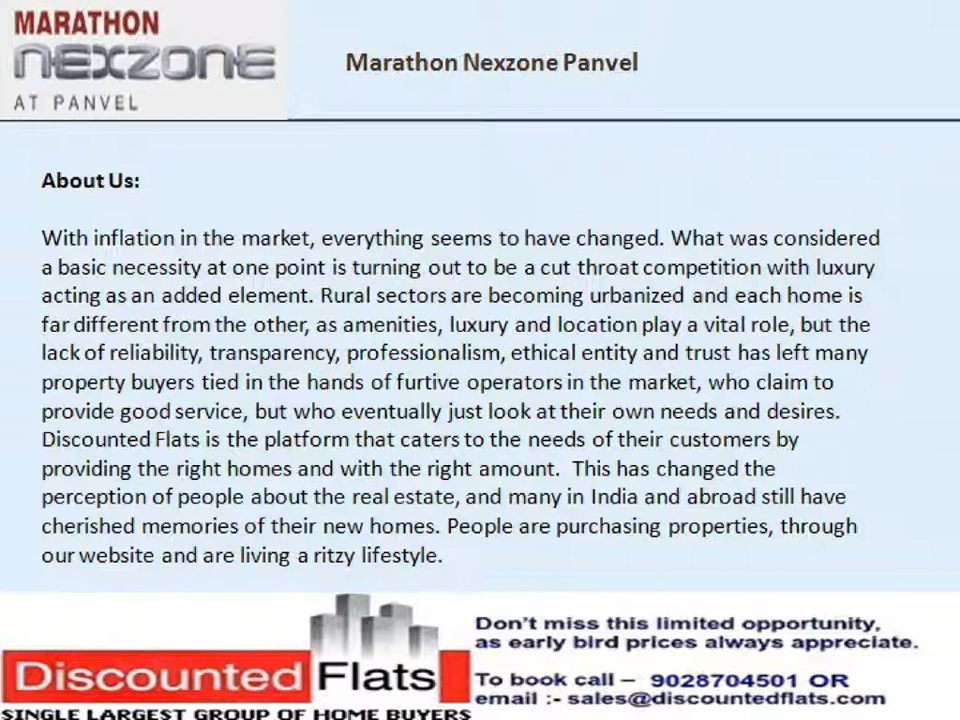 MARATHON
NEXZONE
AT PANVEL
Marathon Nexzone Panvel
About Us:
With inflation in the market, everything seems to have changed. What was considered
a basic necessity at one point is turning out to be a cut throat competition with luxury
acting as an added element. Rural sectors are becoming urbanized and each home is
far different from the other, as amenities, luxury and location play a vital role, but the
lack of reliability, transparency, professionalism, ethical entity and trust has left many
property buyers tied in the hands of furtive operators in the market, who claim to
provide good service, but who eventually just look at their own needs and desires.
Discounted Flats is the platform that caters to the needs of their customers by
providing the right homes and with the right amount.  This has changed the
perception of people about the real estate, and many in India and abroad still have
cherished memories of their new homes. People are purchasing properties, through
our website and are living a ritzy lifestyle.
Discounted Flats
SINGLE LARGEST GROUP OF HOME BUYERS
Don't miss this limited opportunity,
as early bird prices always appreciate.
To book call – 9028704501 OR
email :- sales@discountedflats.com